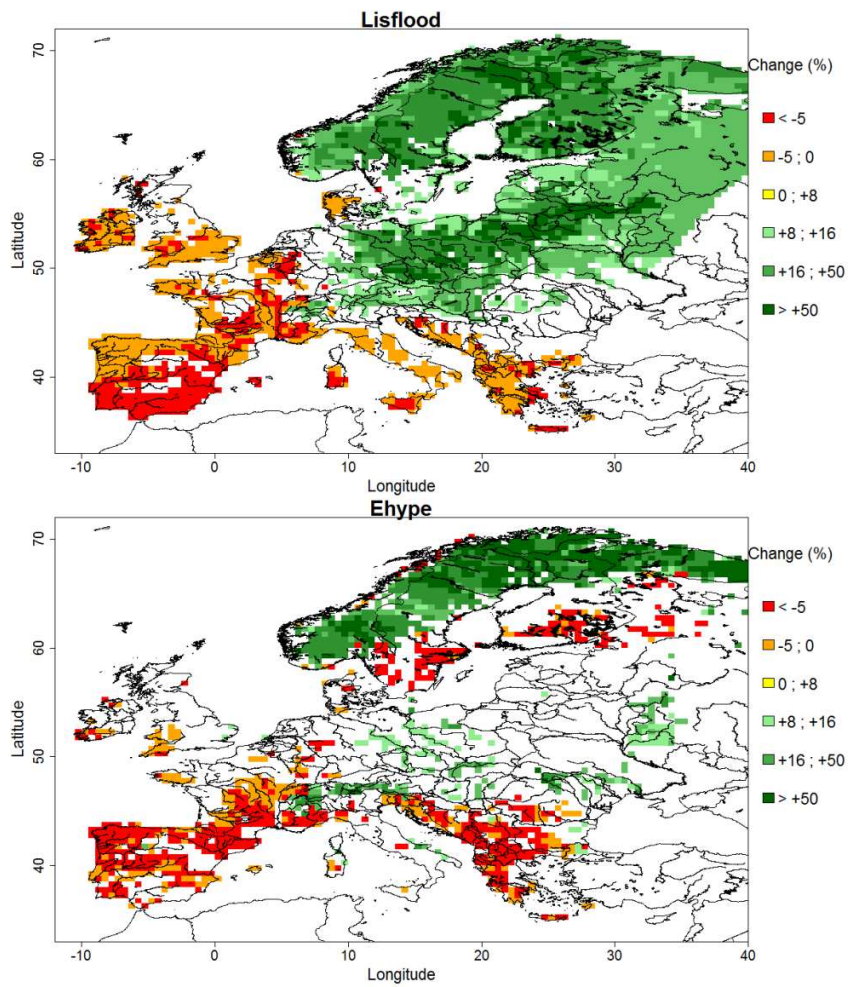 Lisflood
70
60
50
40
Latitude
-10 0 10 20 30 40
Longitude
Change (%)
< -5
-5 ; 0
0 ; +8
+8 ; +16
+16 ; +50
> +50
Ehype
70
60
50
40
Latitude
-10 0 10 20 30 40
Longitude
Change (%)
< -5
-5 ; 0
0 ; +8
+8 ; +16
+16 ; +50
> +50